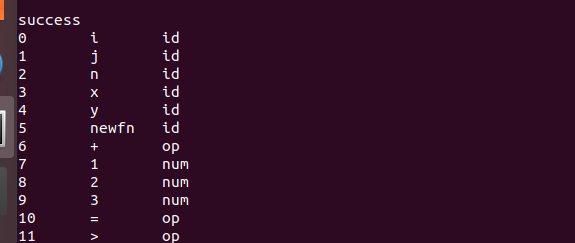 success
0 i id
1 j id
2 n id
3 x id
4 y id
5 newfn id
6 + op
7 1 num
8 2 num
9 3 num
10 = op
11 > op